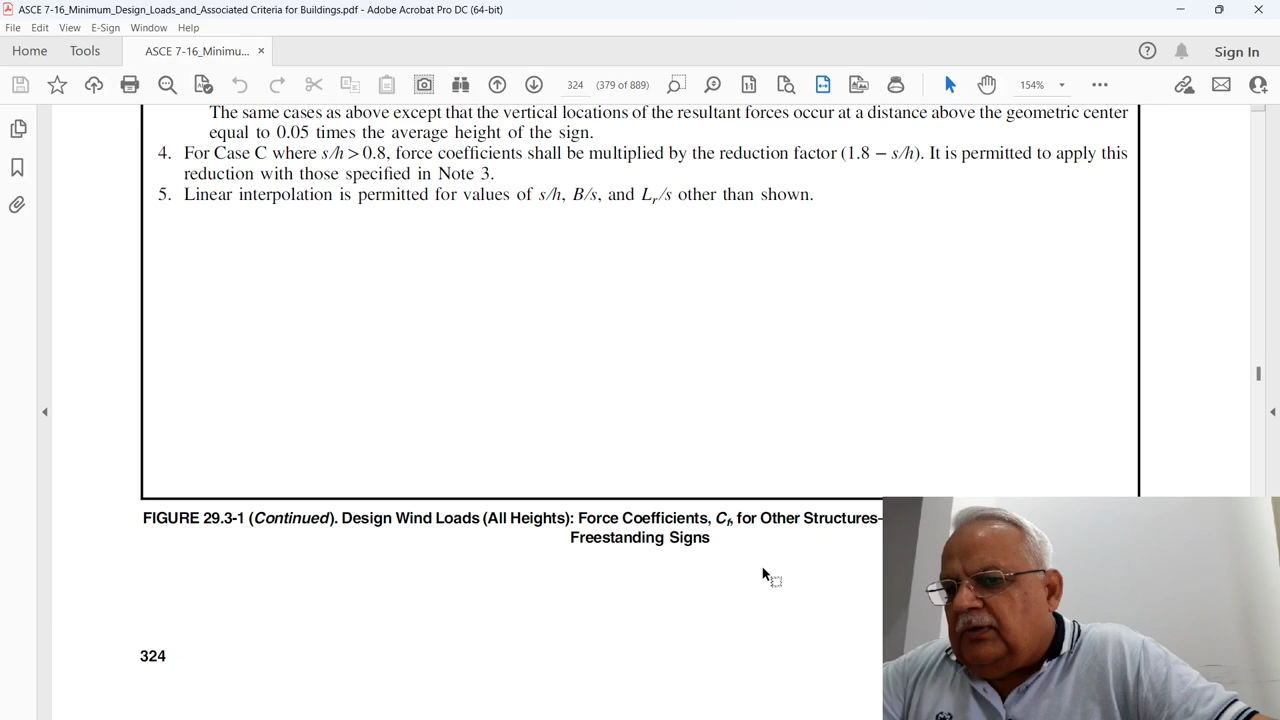 ASCE 7-16_Minimum_Design_Loads_and_Associated Criteria for Buildings.pdf - Adobe Acrobat Pro DC (64-bit)
File Edit View E-Sign Window Help
Home Tools ASCE 7-16_Minimu... × Sign In
324 (379 of 889) 154%
The same cases as above except that the vertical locations of the resultant forces occur at a distance above the geometric center
equal to 0.05 times the average height of the sign.
4. For Case C where s/h > 0.8, force coefficients shall be multiplied by the reduction factor (1.8 − s/h). It is permitted to apply this
reduction with those specified in Note 3.
5. Linear interpolation is permitted for values of s/h, B/s, and Lr/s other than shown.
FIGURE 29.3-1 (Continued). Design Wind Loads (All Heights): Force Coefficients, Cf, for Other Structures-
Freestanding Signs
324